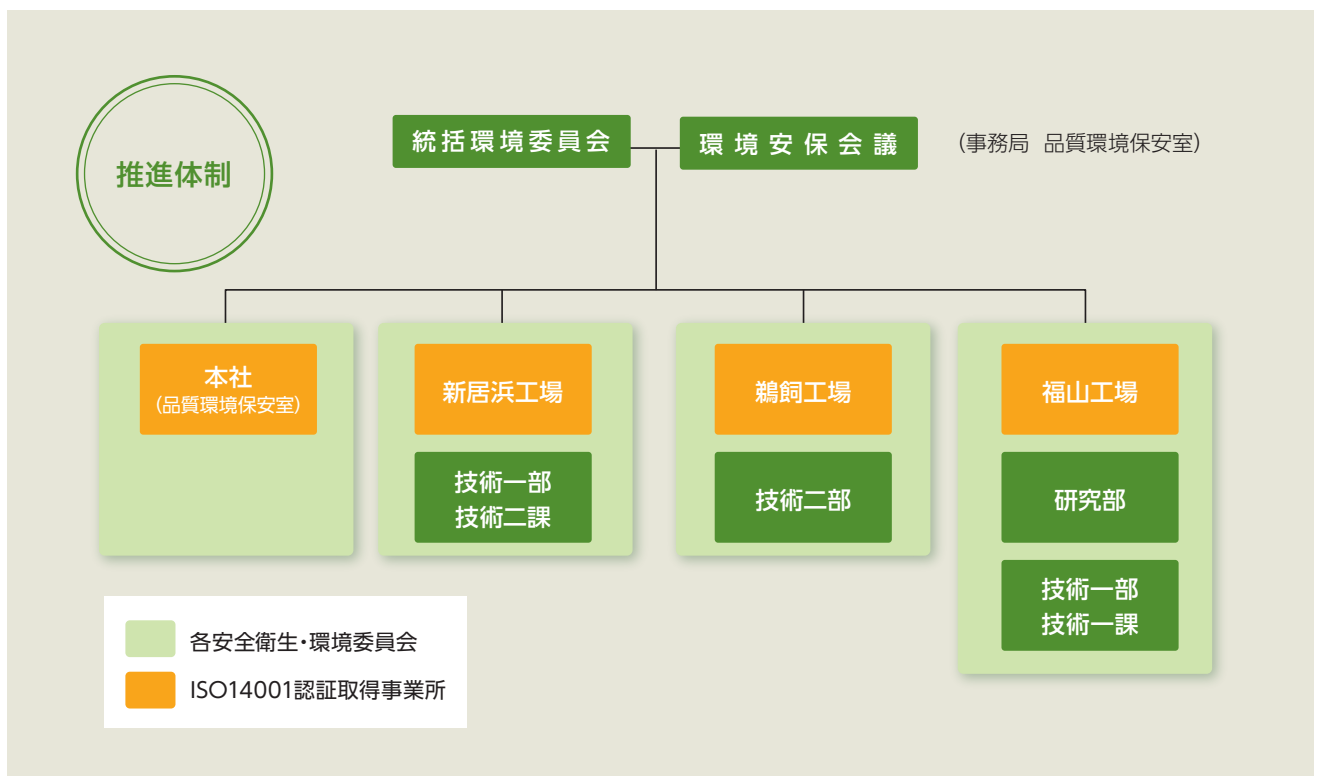 推進体制
統括環境委員会
環境安保会議
(事務局 品質環境保安室)
本社
(品質環境保安室)
新居浜工場
技術一部
技術二課
鵜飼工場
技術二部
福山工場
研究部
技術一部
技術一課
各安全衛生・環境委員会
ISO14001認証取得事業所